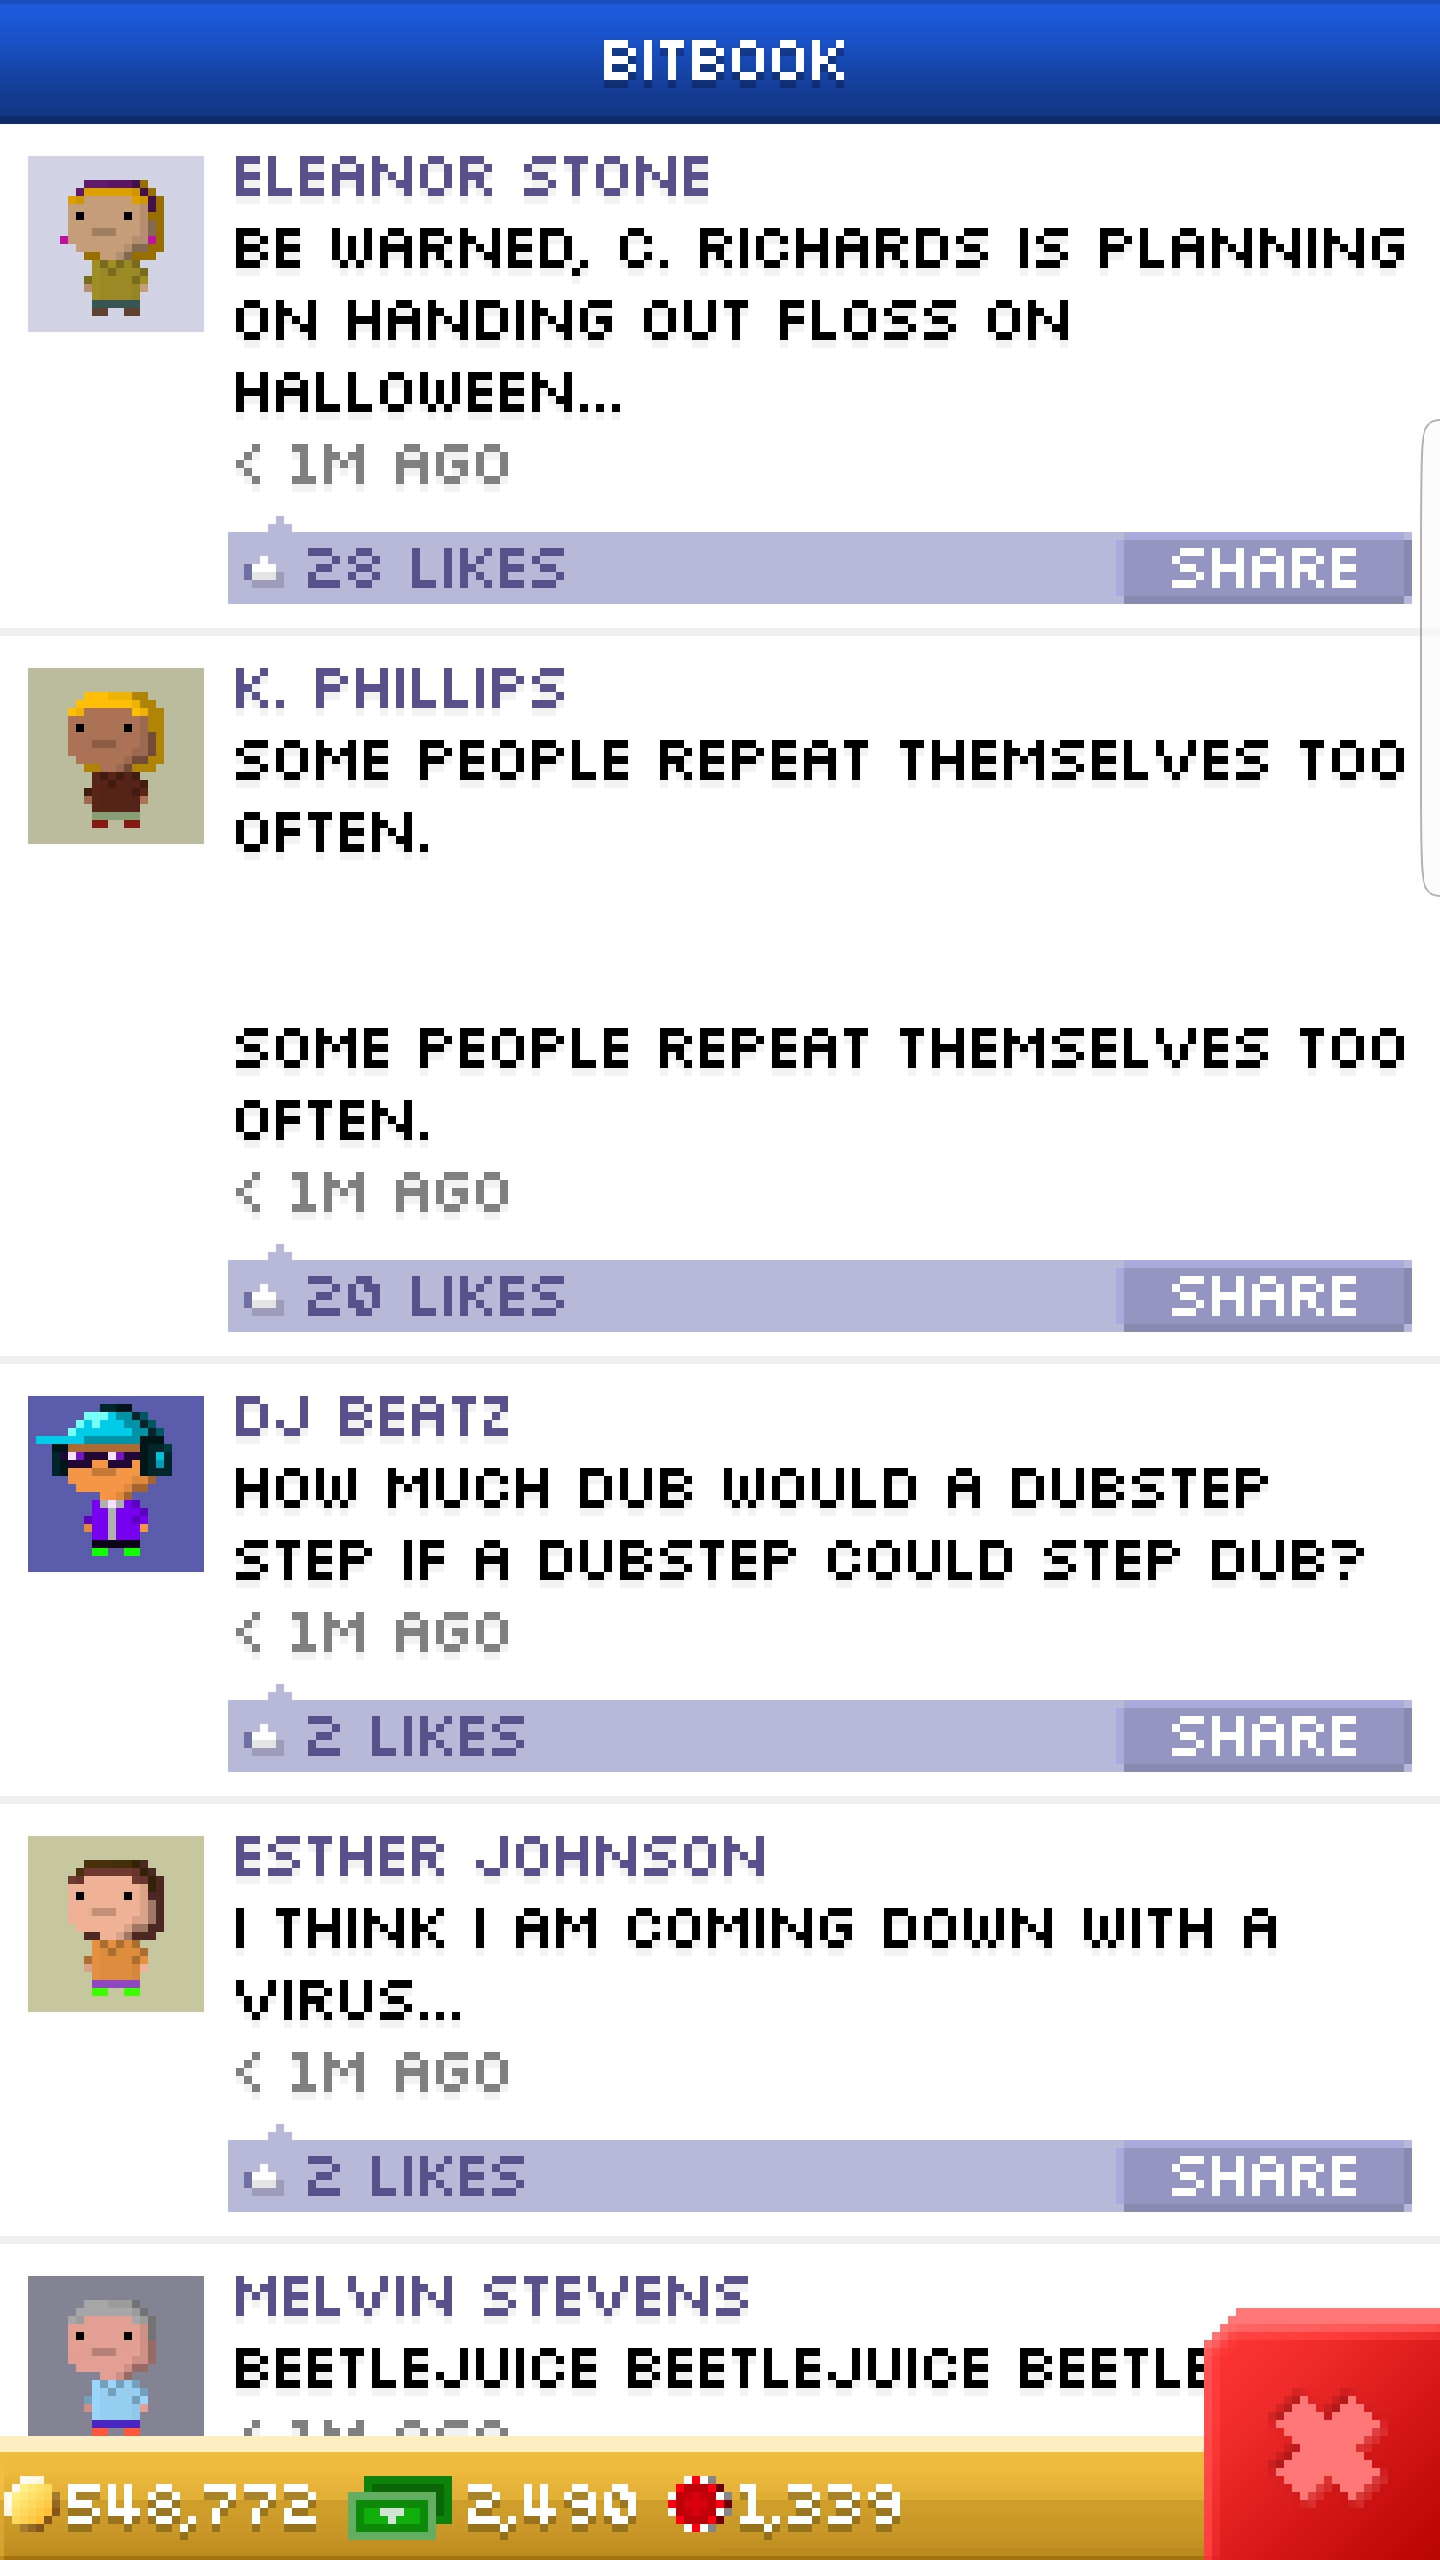 BITBOOK
ELEANOR STONE
BE WARNED, C. RICHARDS IS PLANNING
ON HANDING OUT FLOSS ON
HALLOWEEN...
< 1M AGO
28 LIKES SHARE
K. PHILLIPS
SOME PEOPLE REPEAT THEMSELVES TOO
OFTEN.
SOME PEOPLE REPEAT THEMSELVES TOO
OFTEN.
< 1M AGO
20 LIKES SHARE
DJ BEATZ
HOW MUCH DUB WOULD A DUBSTEP
STEP IF A DUBSTEP COULD STEP DUB?
< 1M AGO
2 LIKES SHARE
ESTHER JOHNSON
I THINK I AM COMING DOWN WITH A
VIRUS...
< 1M AGO
2 LIKES SHARE
MELVIN STEVENS
BEETLEJUICE BEETLEJUICE
< 1M AGO
548,772 2,490 1,339